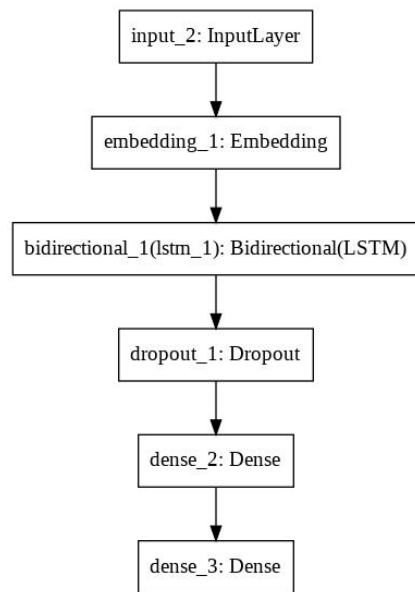 input_2: InputLayer
embedding_1: Embedding
bidirectional_1(lstm_1): Bidirectional(LSTM)
dropout_1: Dropout
dense_2: Dense
dense_3: Dense